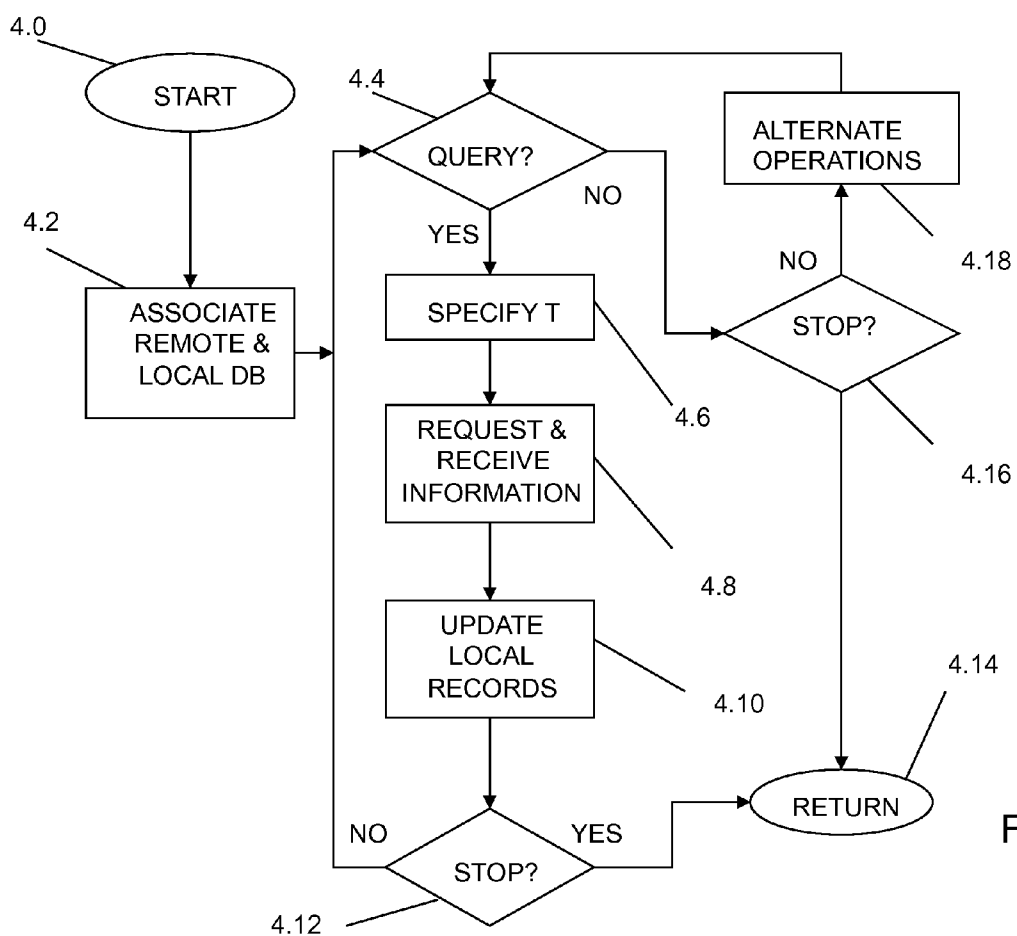 4.0
START
4.2
ASSOCIATE
REMOTE &
LOCAL DB
4.4
QUERY?
NO
YES
SPECIFY T
4.6
REQUEST &
RECEIVE
INFORMATION
4.8
UPDATE
LOCAL
RECORDS
4.10
NO
STOP?
YES
4.12
ALTERNATE
OPERATIONS
4.18
NO
STOP?
4.16
4.14
RETURN
F